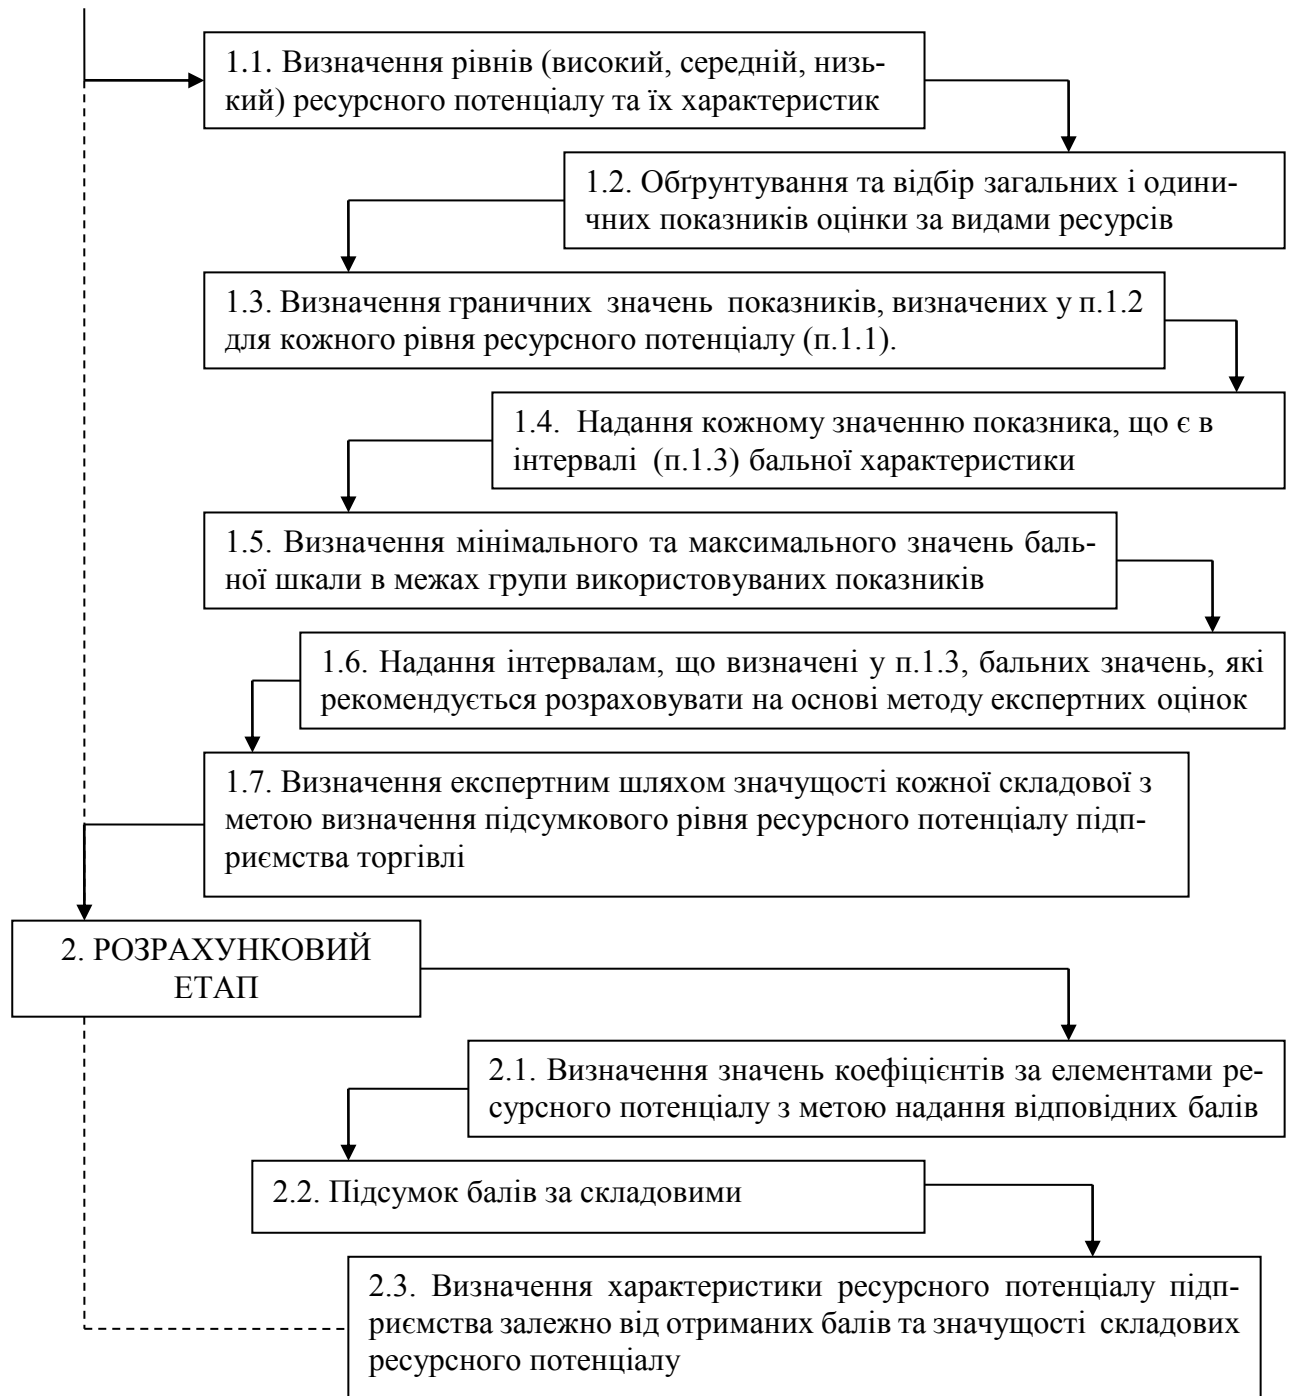 1.1. Визначення рівнів (високий, середній, низь-
кий) ресурсного потенціалу та їх характеристик
1.2. Обґрунтування та відбір загальних і одини-
чних показників оцінки за видами ресурсів
1.3. Визначення граничних значень показників, визначених у п.1.2
для кожного рівня ресурсного потенціалу (п.1.1).
1.4. Надання кожному значенню показника, що є в
інтервалі (п.1.3) бальної характеристики
1.5. Визначення мінімального та максимального значень баль-
ної шкали в межах групи використовуваних показників
1.6. Надання інтервалам, що визначені у п.1.3, бальних значень, які
рекомендується розраховувати на основі методу експертних оцінок
1.7. Визначення експертним шляхом значущості кожної складової з
метою визначення підсумкового рівня ресурсного потенціалу підп-
риємства торгівлі
2. РОЗРАХУНКОВИЙ
ЕТАП
2.1. Визначення значень коефіцієнтів за елементами ре-
сурсного потенціалу з метою надання відповідних балів
2.2. Підсумок балів за складовими
2.3. Визначення характеристики ресурсного потенціалу підп-
риємства залежно від отриманих балів та значущості складових
ресурсного потенціалу